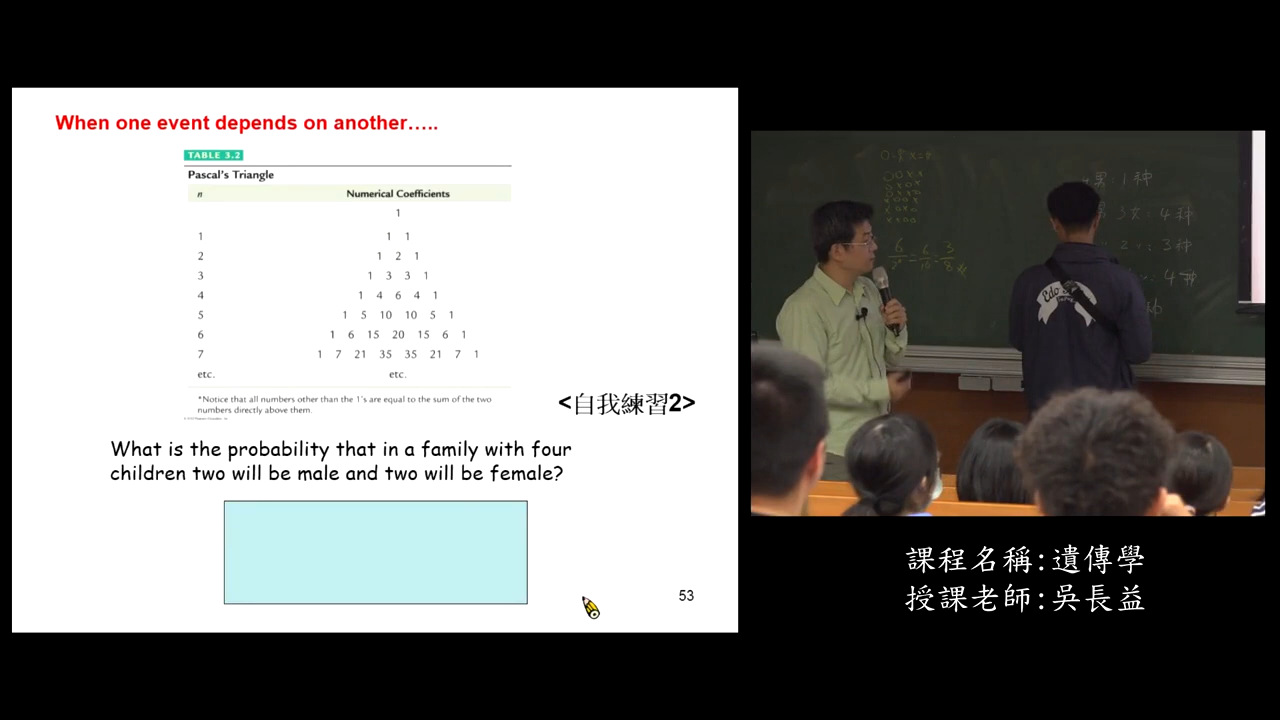 When one event depends on another…..
TABLE 3.2
Pascal's Triangle
n Numerical Coefficients
1
1 1 1
2 1 2 1
3 1 3 3 1
4 1 4 6 4 1
5 1 5 10 10 5 1
6 1 6 15 20 15 6 1
7 1 7 21 35 35 21 7 1
etc. etc.
*Notice that all numbers other than the 1's are equal to the sum of the two
numbers directly above them.
<自我練習2>
What is the probability that in a family with four
children two will be male and two will be female?
53
男:1种
3女:4种
2 :3种
:4种
課程名稱:遺傳學
授課老師:吳長益